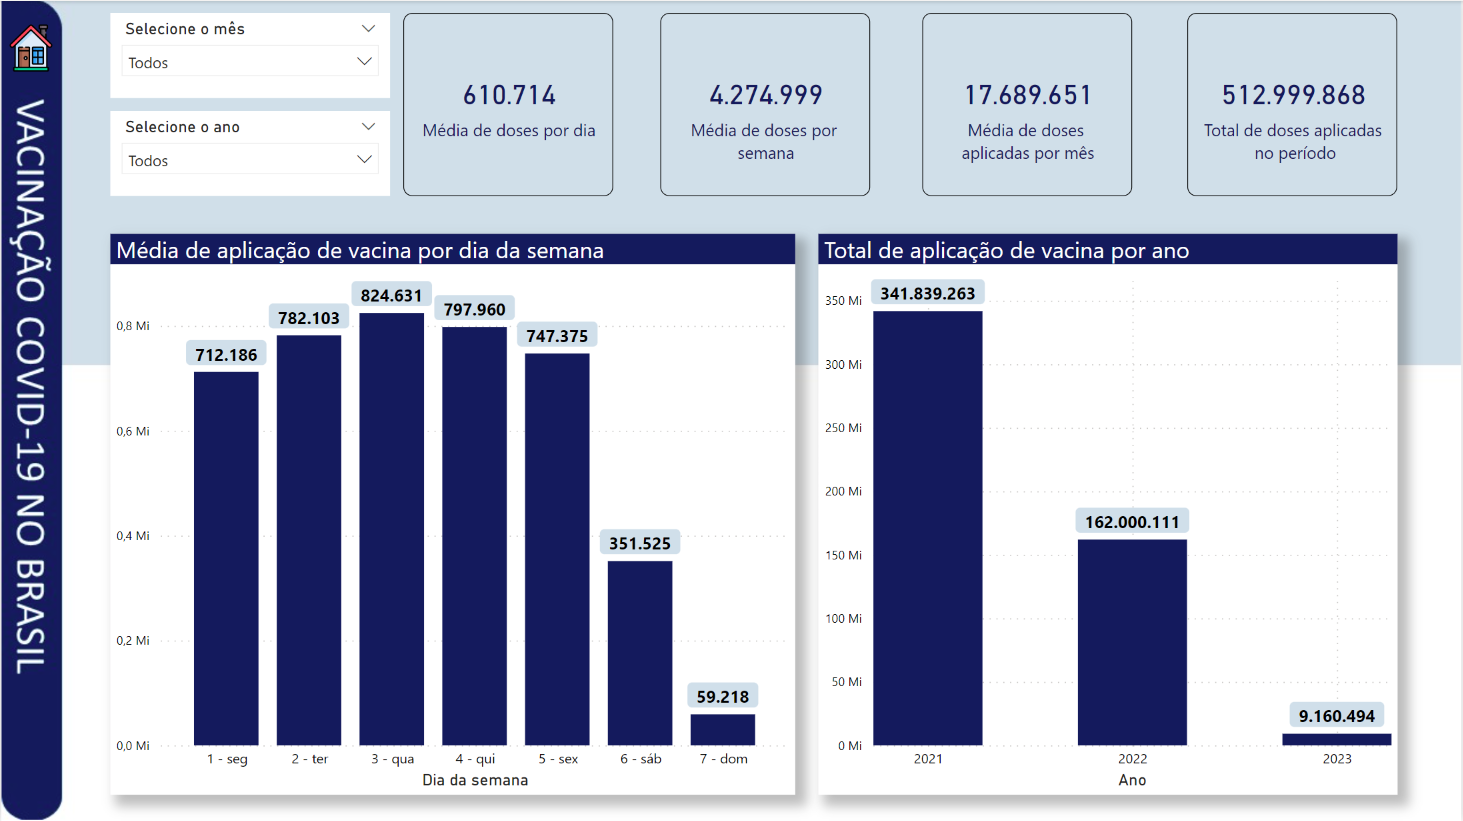 VACINAÇÃO COVID-19 NO BRASIL
Selecione o mês
Todos
Selecione o ano
Todos
610.714
Média de doses por dia
4.274.999
Média de doses por
semana
17.689.651
Média de doses
aplicadas por mês
512.999.868
Total de doses aplicadas
no período
Média de aplicação de vacina por dia da semana
0,8 Mi
0,6 Mi
0,4 Mi
0,2 Mi
0,0 Mi
712.186
782.103
824.631
797.960
747.375
351.525
59.218
1 - seg
2 - ter
3 - qua
4 - qui
5 - sex
6 - sáb
7 - dom
Dia da semana
Total de aplicação de vacina por ano
350 Mi
300 Mi
250 Mi
200 Mi
150 Mi
100 Mi
50 Mi
0 Mi
341.839.263
162.000.111
9.160.494
2021
2022
2023
Ano